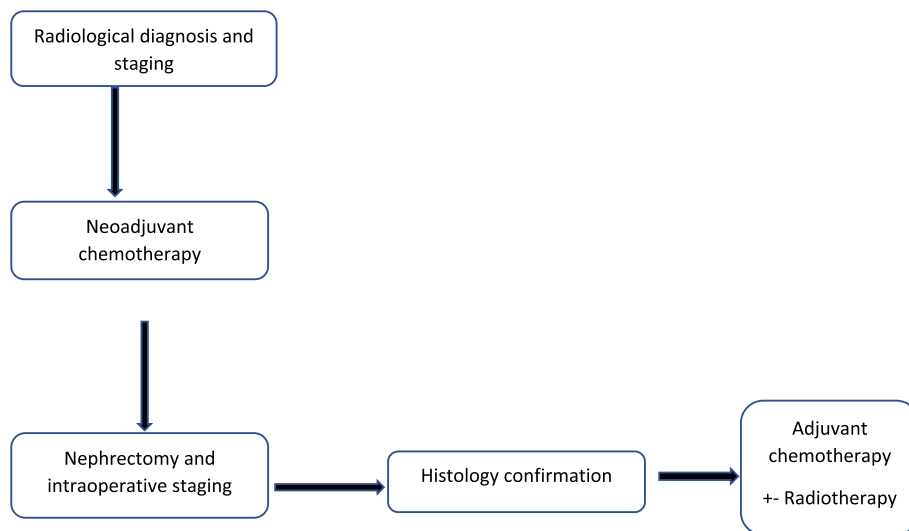 Radiological diagnosis and
staging
Neoadjuvant
chemotherapy
Nephrectomy and
intraoperative staging
Histology confirmation
Adjuvant
chemotherapy
+- Radiotherapy